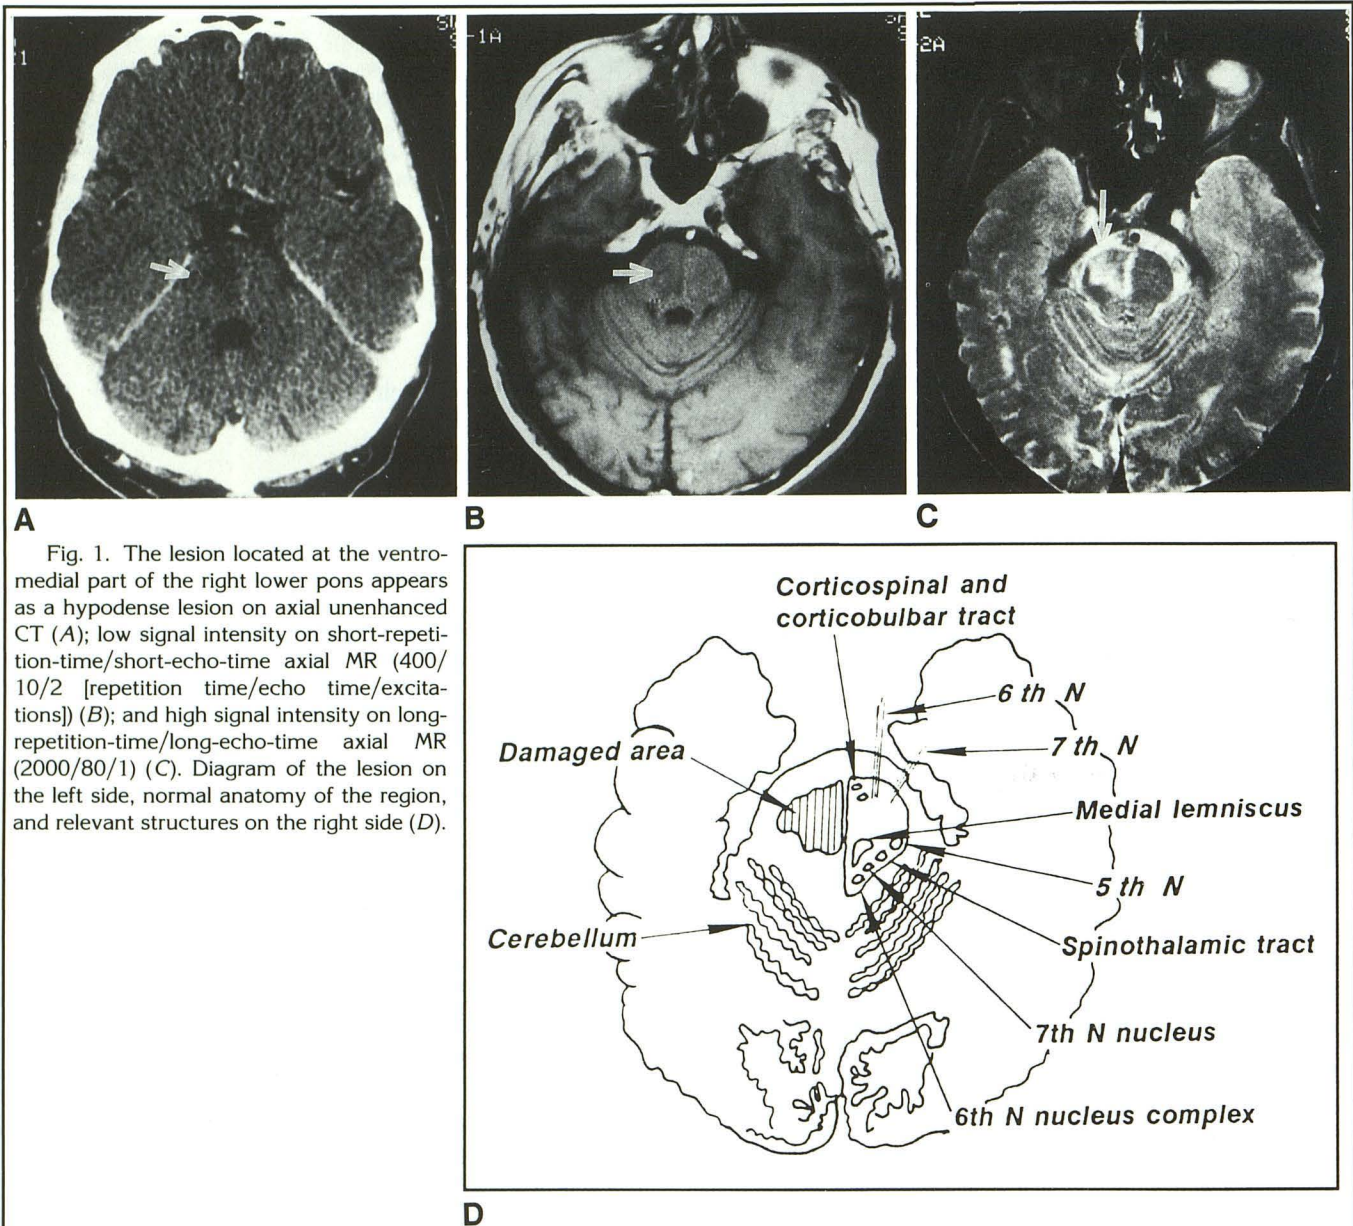 -1A
-2A
A
B
C
Fig. 1. The lesion located at the ventro-
medial part of the right lower pons appears
as a hypodense lesion on axial unenhanced
CT (A); low signal intensity on short-repeti-
tion-time/short-echo-time axial MR (400/
10/2 [repetition time/echo time/excita-
tions]) (B); and high signal intensity on long-
repetition-time/long-echo-time axial MR
(2000/80/1) (C). Diagram of the lesion on
the left side, normal anatomy of the region,
and relevant structures on the right side (D).
Corticospinal and
corticobulbar tract
6 th N
7 th N
Damaged area
Medial lemniscus
5 th N
Cerebellum
Spinothalamic tract
7th N nucleus
6th N nucleus complex
D